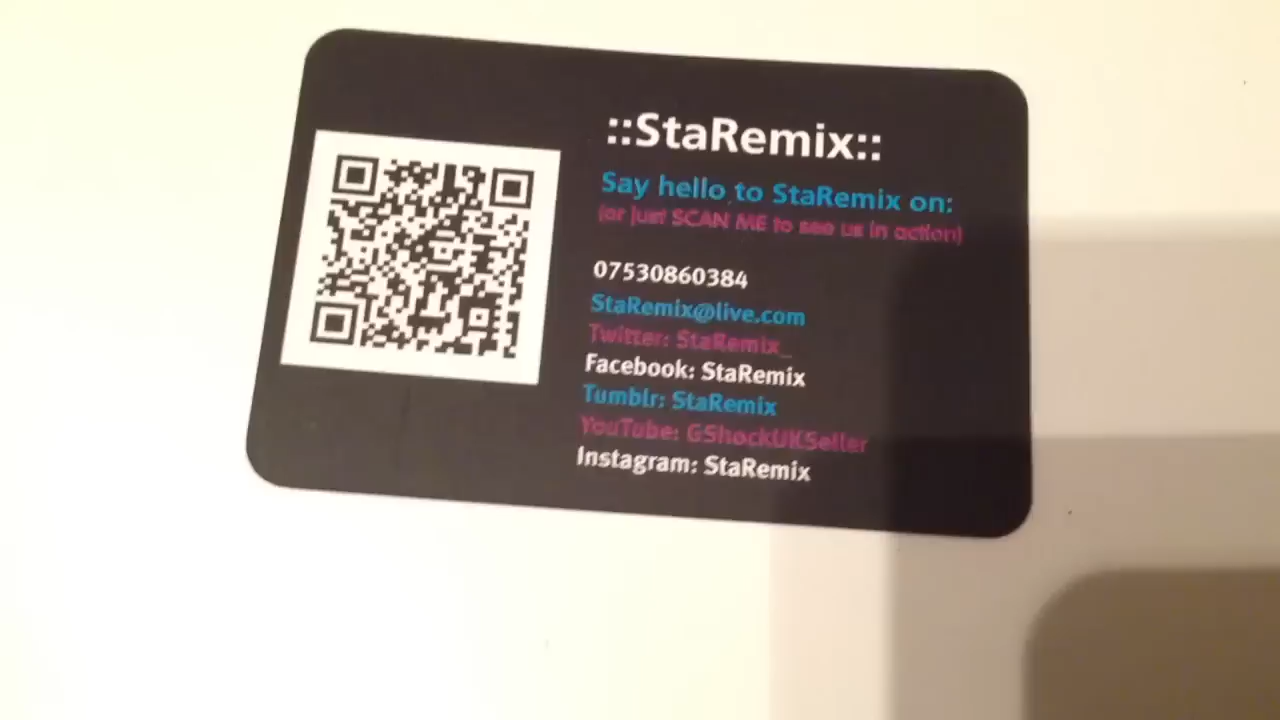 ::StaRemix::
Say hello to StaRemix on:
(or just SCAN ME to see us in action)
07530860384
StaRemix@live.com
Twitter: StaRemix_
Facebook: StaRemix
Tumblr: StaRemix
YouTube: GShockUKSeller
Instagram: StaRemix